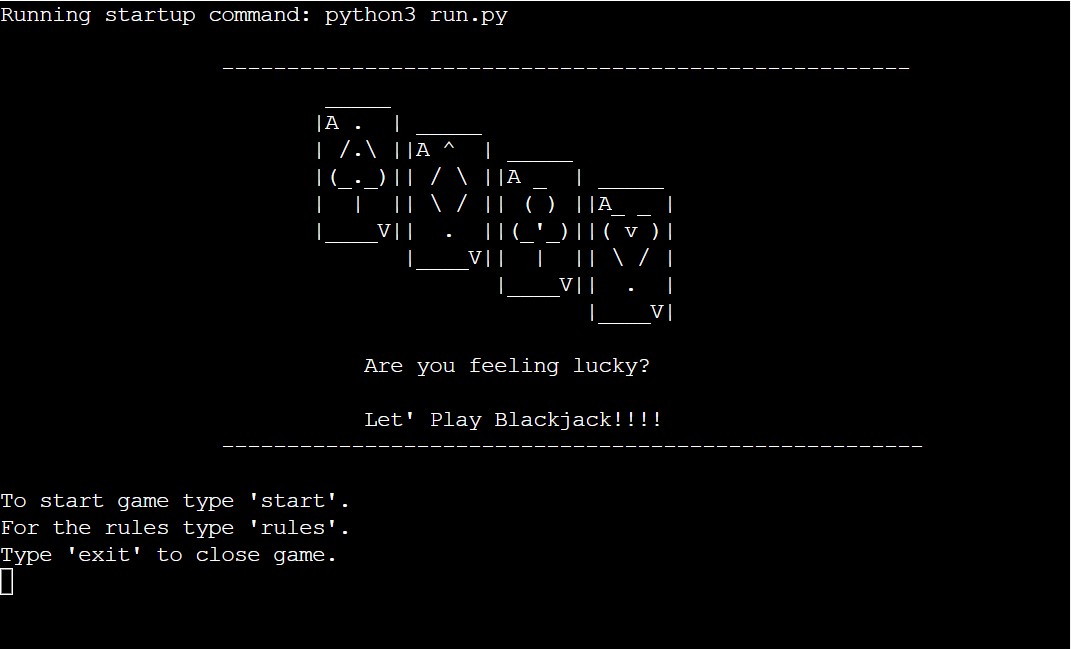 Running startup command: python3 run.py
-----------------------------------------------------
        _____
       |A .  | _____
       | /.\ ||A ^  | _____
       |(_._)|| / \ ||A _  | _____
       |  |  || \ / || ( ) ||A_ _ |
       |____V||  .  ||(_'_)||( v )|
              |____V||  |  || \ / |
                     |____V||  .  |
                            |____V|
Are you feeling lucky?
Let' Play Blackjack!!!!
------------------------------------------------------
To start game type 'start'.
For the rules type 'rules'.
Type 'exit' to close game.